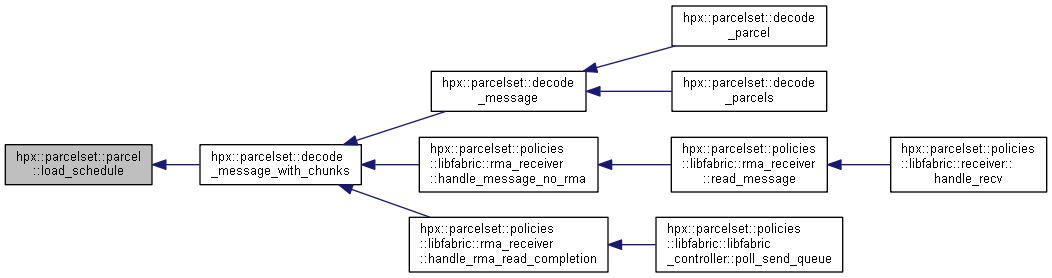 hpx::parcelset::parcel
::load_schedule
hpx::parcelset::decode
_message_with_chunks
hpx::parcelset::decode
_message
hpx::parcelset::decode
_parcel
hpx::parcelset::decode
_parcels
hpx::parcelset::policies
::libfabric::rma_receiver
::handle_message_no_rma
hpx::parcelset::policies
::libfabric::rma_receiver
::read_message
hpx::parcelset::policies
::libfabric::receiver::
handle_recv
hpx::parcelset::policies
::libfabric::rma_receiver
::handle_rma_read_completion
hpx::parcelset::policies
::libfabric::libfabric
_controller::poll_send_queue